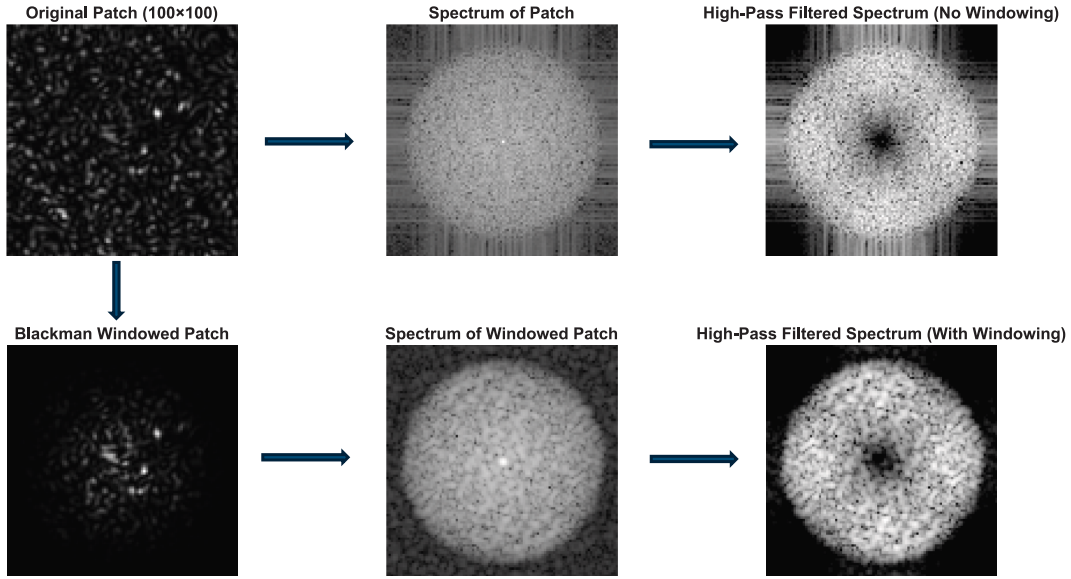 Original Patch (100×100)
Spectrum of Patch
High-Pass Filtered Spectrum (No Windowing)
Blackman Windowed Patch
Spectrum of Windowed Patch
High-Pass Filtered Spectrum (With Windowing)